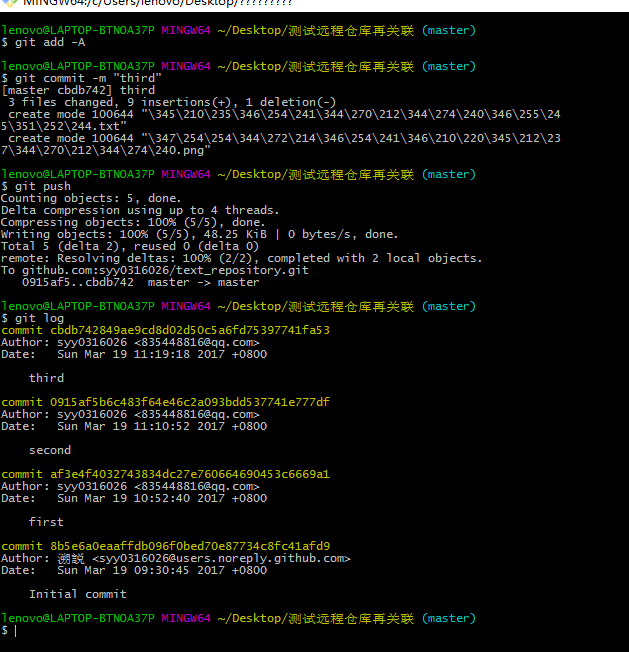 MINGW64:/c/Users/lenovo/Desktop/?????????
lenovo@LAPTOP-BTNOA37P MINGW64 ~/Desktop/测试远程仓库再关联 (master)
$ git add -A
lenovo@LAPTOP-BTNOA37P MINGW64 ~/Desktop/测试远程仓库再关联 (master)
$ git commit -m "third"
[master cbdb742] third
 3 files changed, 9 insertions(+), 1 deletion(-)
 create mode 100644 "\345\210\235\346\254\241\344\270\212\344\274\240\346\255\24
5\351\252\244.txt"
 create mode 100644 "\347\254\254\344\272\214\346\254\241\346\210\220\345\212\23
7\344\270\212\344\274\240.png"
lenovo@LAPTOP-BTNOA37P MINGW64 ~/Desktop/测试远程仓库再关联 (master)
$ git push
Counting objects: 5, done.
Delta compression using up to 4 threads.
Compressing objects: 100% (5/5), done.
Writing objects: 100% (5/5), 48.25 KiB | 0 bytes/s, done.
Total 5 (delta 2), reused 0 (delta 0)
remote: Resolving deltas: 100% (2/2), completed with 2 local objects.
To github.com:syy0316026/text_repository.git
   0915af5..cbdb742  master -> master
lenovo@LAPTOP-BTNOA37P MINGW64 ~/Desktop/测试远程仓库再关联 (master)
$ git log
commit cbdb742849ae9cd8d02d50c5a6fd75397741fa53
Author: syy0316026 <835448816@qq.com>
Date:   Sun Mar 19 11:19:18 2017 +0800
    third
commit 0915af5b6c483f64e46c2a093bdd537741e777df
Author: syy0316026 <835448816@qq.com>
Date:   Sun Mar 19 11:10:52 2017 +0800
    second
commit af3e4f4032743834dc27e760664690453c6669a1
Author: syy0316026 <835448816@qq.com>
Date:   Sun Mar 19 10:52:40 2017 +0800
    first
commit 8b5e6a0eaaffdb096f0bed70e87734c8fc41afd9
Author: 溯説 <syy0316026@users.noreply.github.com>
Date:   Sun Mar 19 09:30:45 2017 +0800
    Initial commit
lenovo@LAPTOP-BTNOA37P MINGW64 ~/Desktop/测试远程仓库再关联 (master)
$